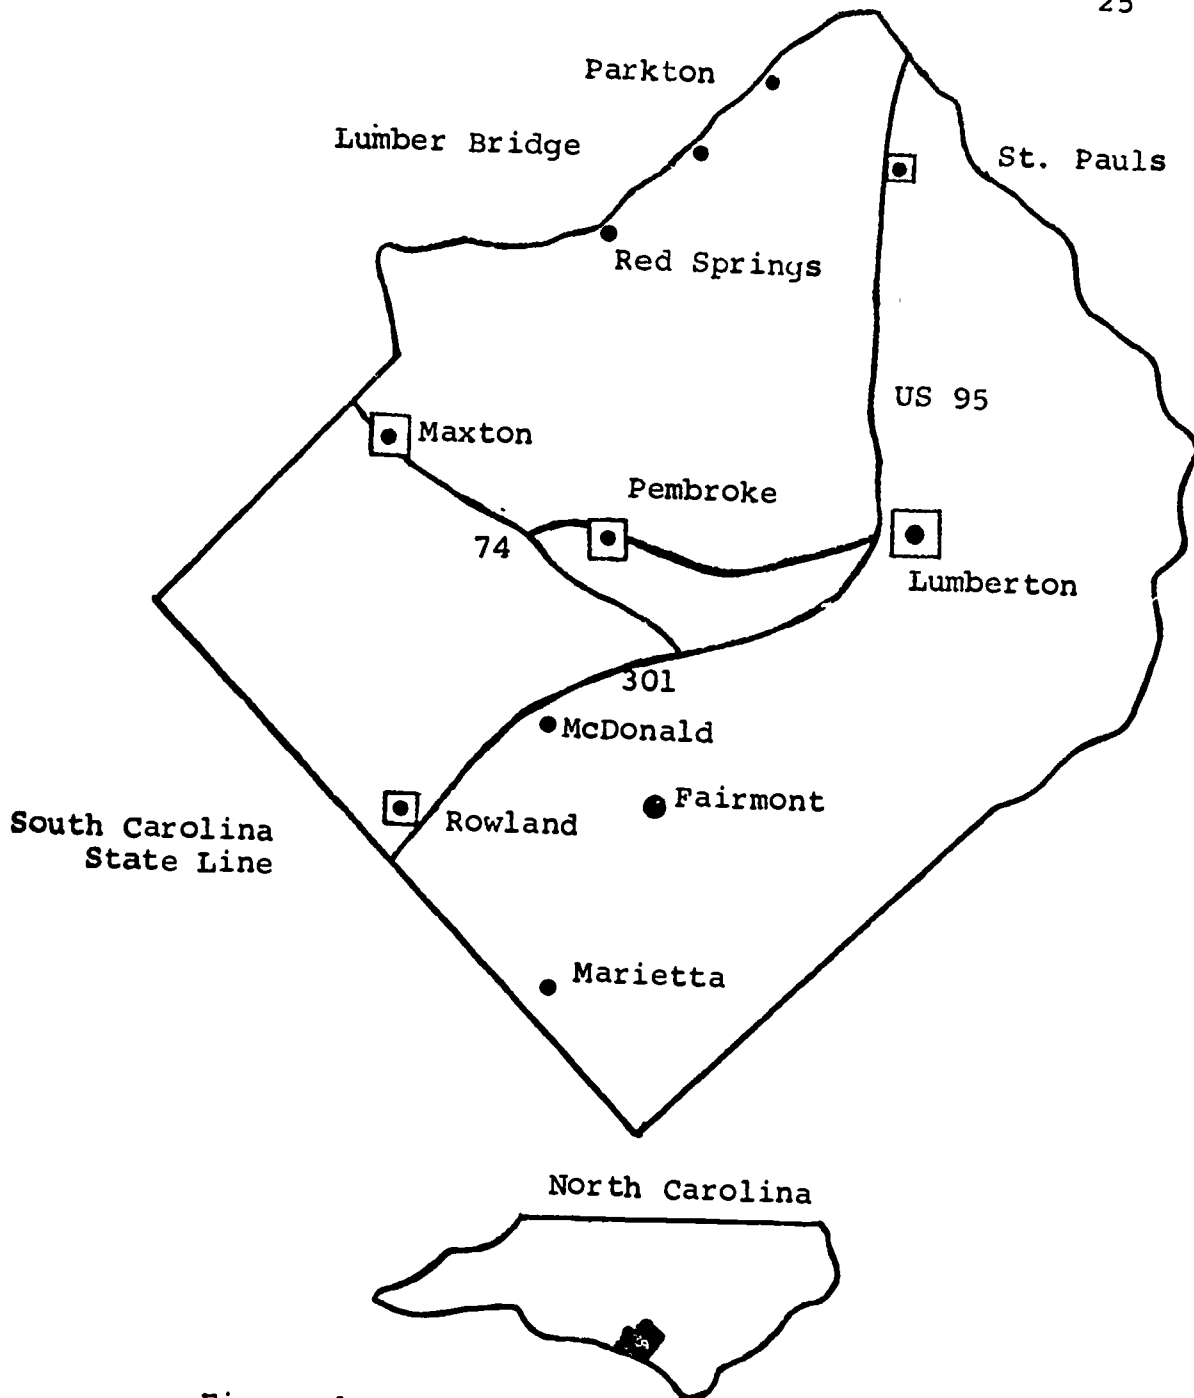 25
Parkton
Lumber Bridge
St. Pauls
Red Springs
US 95
Maxton
Pembroke
74
Lumberton
301
McDonald
Fairmont
Rowland
South Carolina
State Line
Marietta
North Carolina